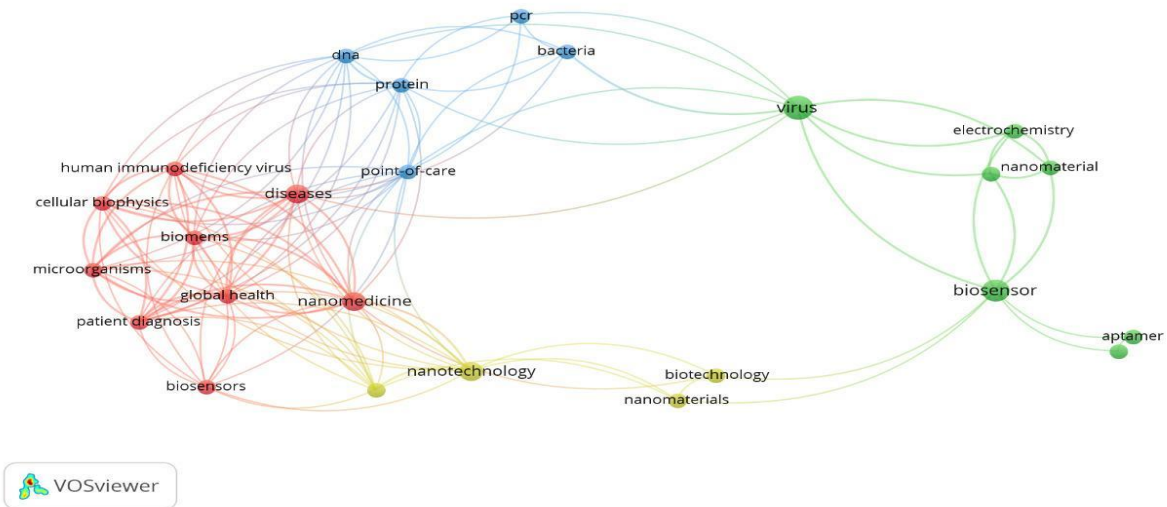 pcr
bacteria
dna
protein
virus
electrochemistry
human immunodeficiency virus
point-of-care
nanomaterial
diseases
cellular biophysics
biomems
microorganisms
global health
nanomedicine
biosensor
patient diagnosis
aptamer
nanotechnology
biotechnology
biosensors
nanomaterials
VOSviewer